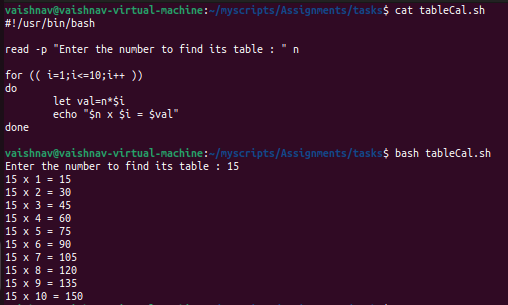 vaishnav@vaishnav-virtual-machine:~/myscripts/Assignments/tasks$ cat tableCal.sh
#!/usr/bin/bash
read -p "Enter the number to find its table : " n
for (( i=1;i<=10;i++ ))
do
let val=n*$i
echo "$n x $i = $val"
done
vaishnav@vaishnav-virtual-machine:~/myscripts/Assignments/tasks$ bash tableCal.sh
Enter the number to find its table : 15
15 x 1 = 15
15 x 2 = 30
15 x 3 = 45
15 x 4 = 60
15 x 5 = 75
15 x 6 = 90
15 x 7 = 105
15 x 8 = 120
15 x 9 = 135
15 x 10 = 150